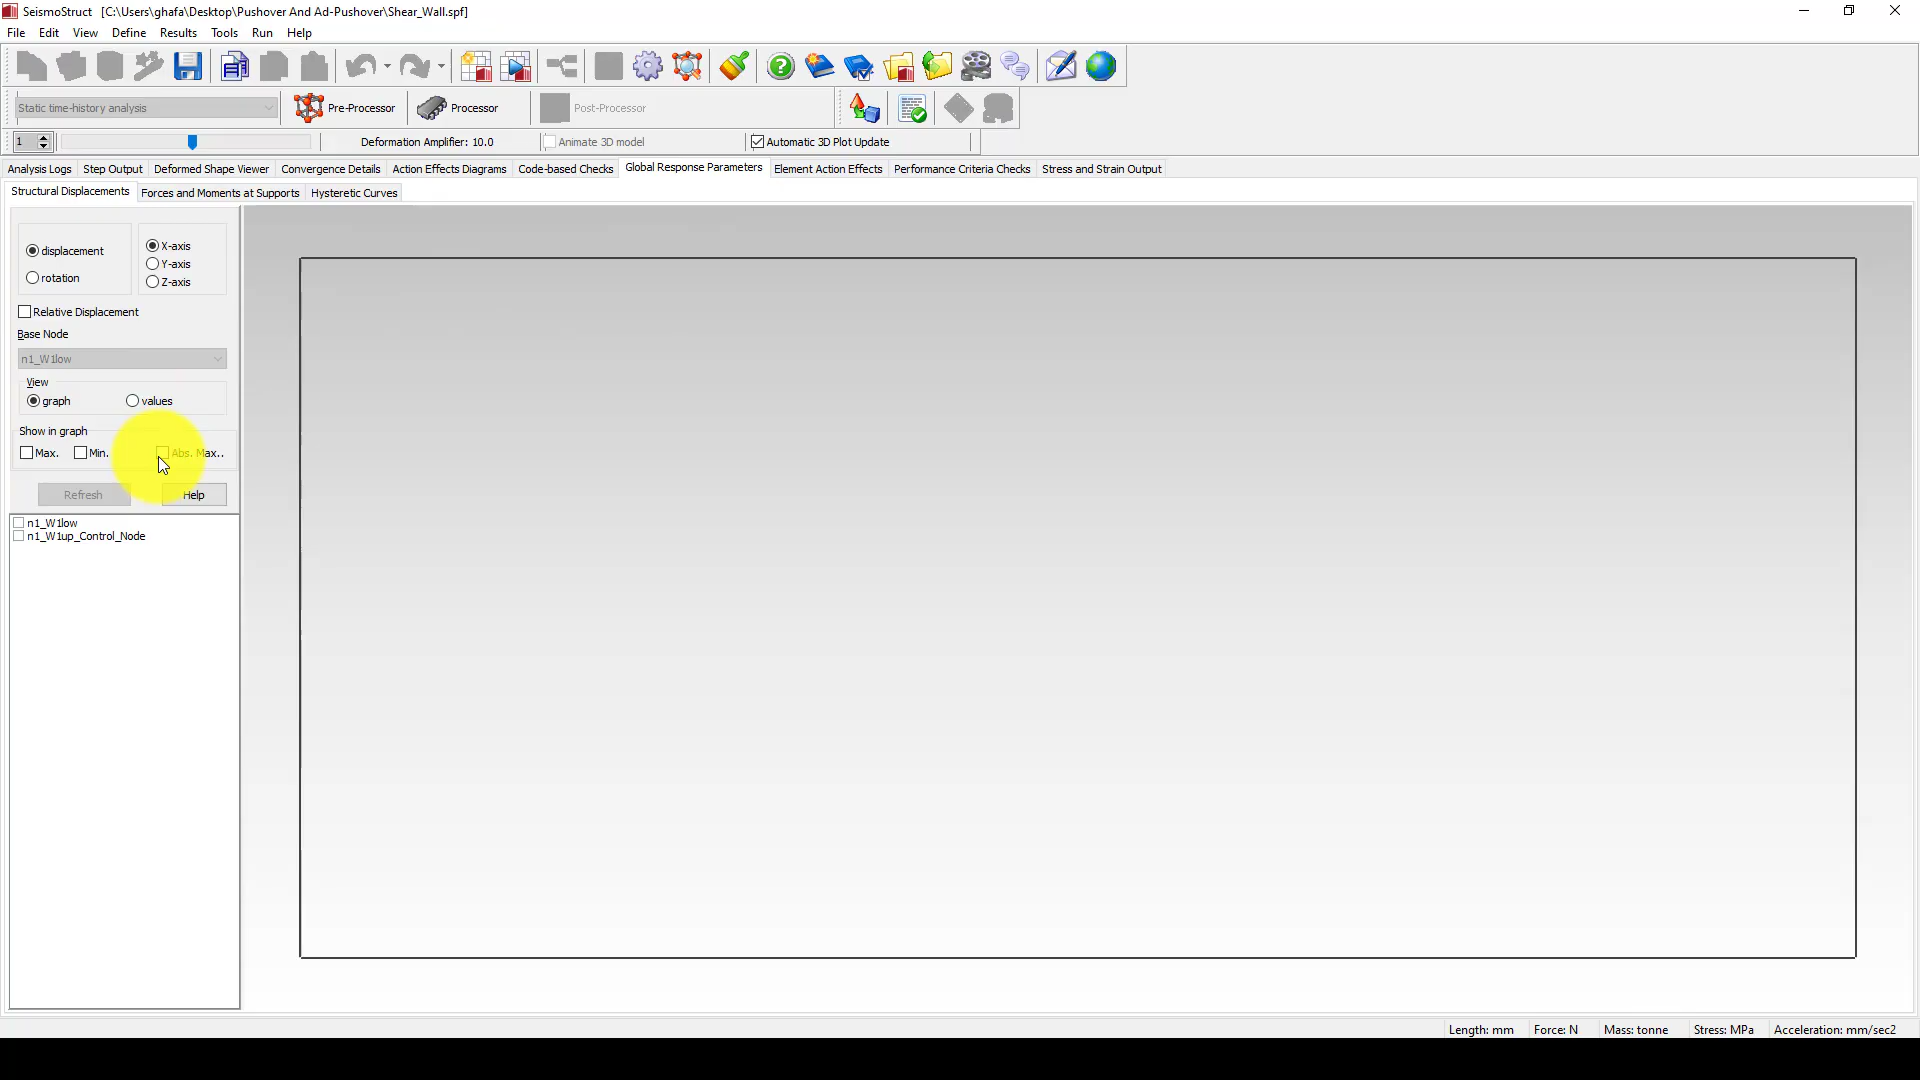 SeismoStruct [C:\Users\ghafa\Desktop\Pushover And Ad-Pushover\Shear_Wall.spf]
File Edit View Define Results Tools Run Help
Static time-history analysis Pre-Processor Processor Post-Processor
1 Deformation Amplifier: 10.0 Animate 3D model Automatic 3D Plot Update
Analysis Logs Step Output Deformed Shape Viewer Convergence Details Action Effects Diagrams Code-based Checks Global Response Parameters Element Action Effects Performance Criteria Checks Stress and Strain Output
Structural Displacements Forces and Moments at Supports Hysteretic Curves
displacement
rotation
X-axis
Y-axis
Z-axis
Relative Displacement
Base Node
n1_W1low
View
graph values
Show in graph
Max. Min. Abs. Max..
Refresh Help
n1_W1low
n1_W1up_Control_Node
Length: mm Force: N Mass: tonne Stress: MPa Acceleration: mm/sec2